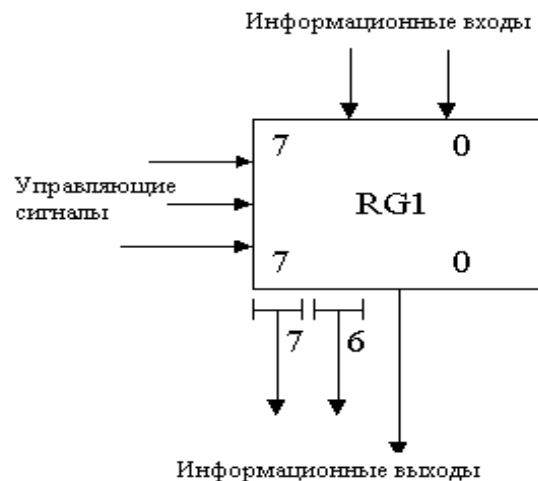 Информационные входы
7 0
Управляющие
сигналы
RG1
7 0
7 6
Информационные выходы